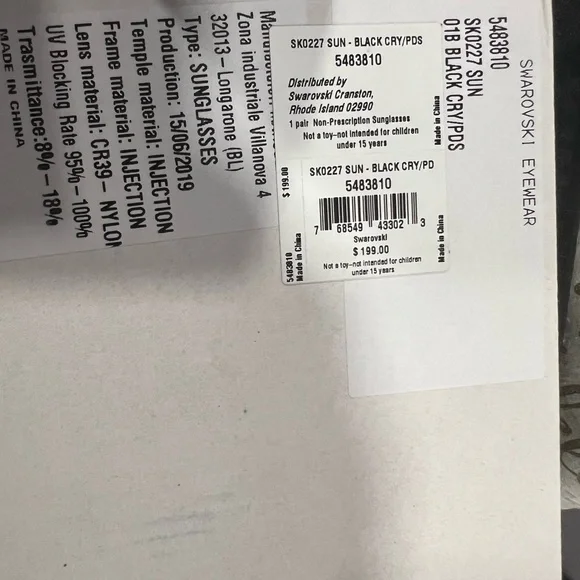 SK0227 SUN - BLACK CRY/PDS
5483810
Distributed by
Swarovski Cranston,
Rhode Island 02990
1 pair Non-Prescription Sunglasses
Not a toy-not intended for children
under 15 years
Made in China
SK0227 SUN - BLACK CRY/PD
5483810
7 68549 43302 3
Swarovski
$ 199.00
Not a toy-not intended for children
under 15 years
Made in China
$ 199.00
Made in China
5483810
SWAROVSKI EYEWEAR
5483810
SK0227 SUN
01B BLACK CRY/PDS
Zona industriale Villanova 4
32013 – Longarone (BL)
Type: SUNGLASSES
Production: 15/06/2019
Temple material: INJECTION
Frame material: INJECTION
Lens material: CR39 – NYLON
UV Blocking Rate 95%– 100%
Trasmittance:8% – 18%
MADE IN CHINA